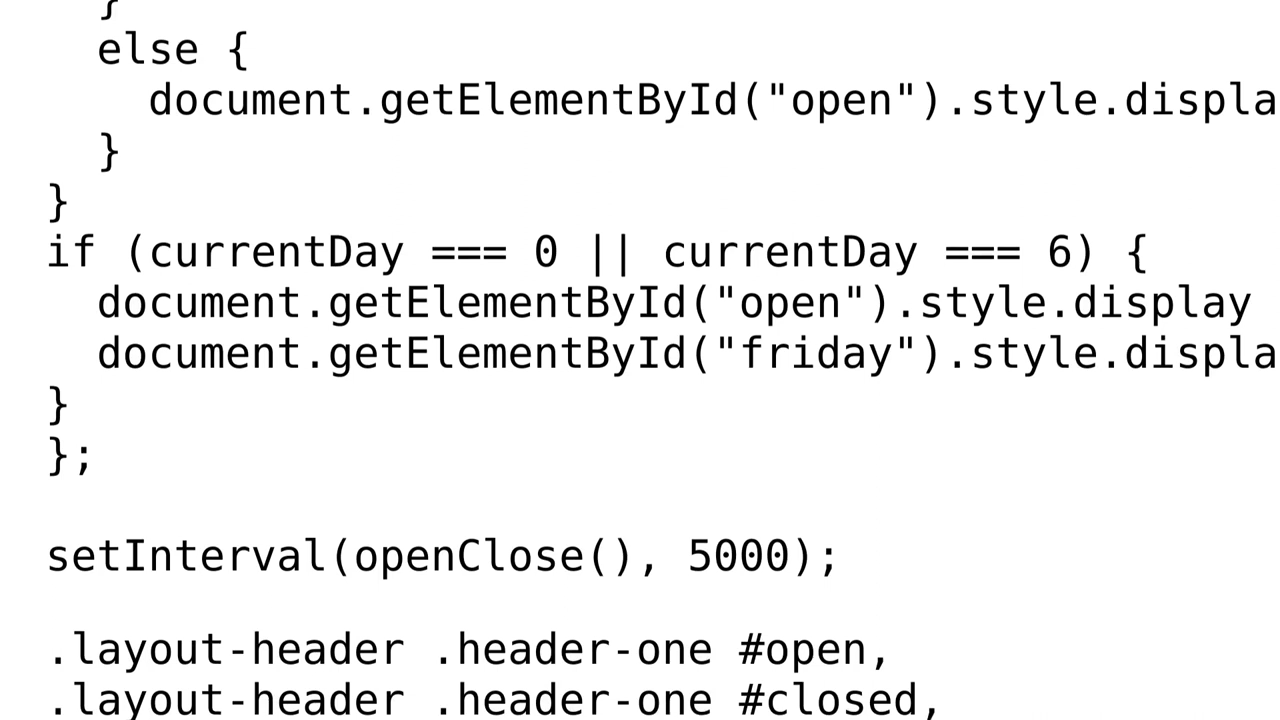 }
else {
document.getElementById("open").style.displa
}
}
if (currentDay === 0 || currentDay === 6) {
document.getElementById("open").style.display
document.getElementById("friday").style.displa
}
};
setInterval(openClose(), 5000);
.layout-header .header-one #open,
.layout-header .header-one #closed,